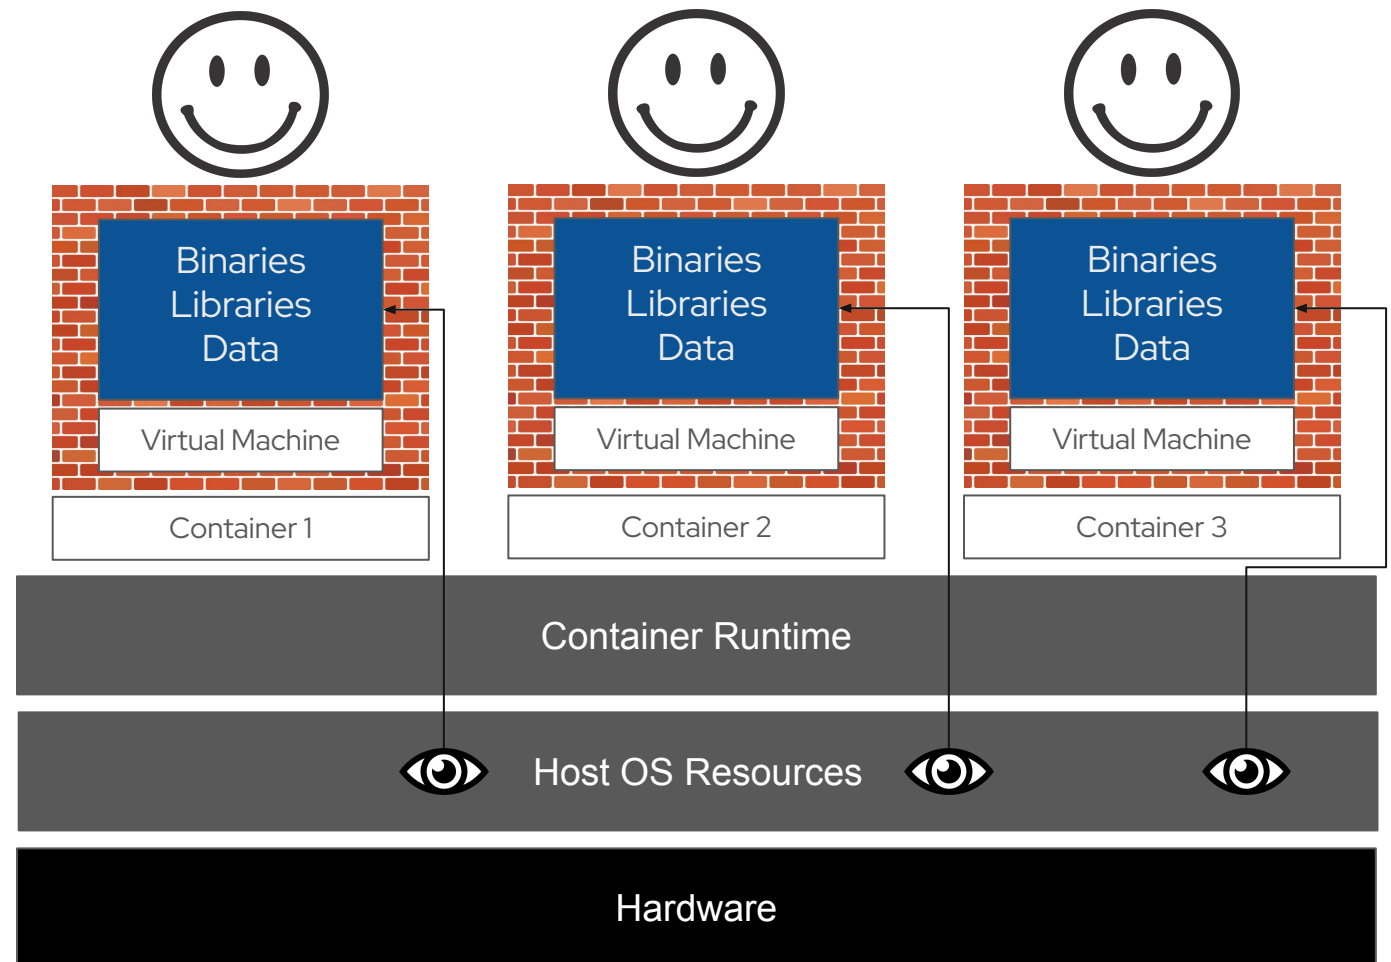 Binaries
Libraries
Data
Virtual Machine
Container 1
Binaries
Libraries
Data
Virtual Machine
Container 2
Binaries
Libraries
Data
Virtual Machine
Container 3
Container Runtime
Host OS Resources
Hardware